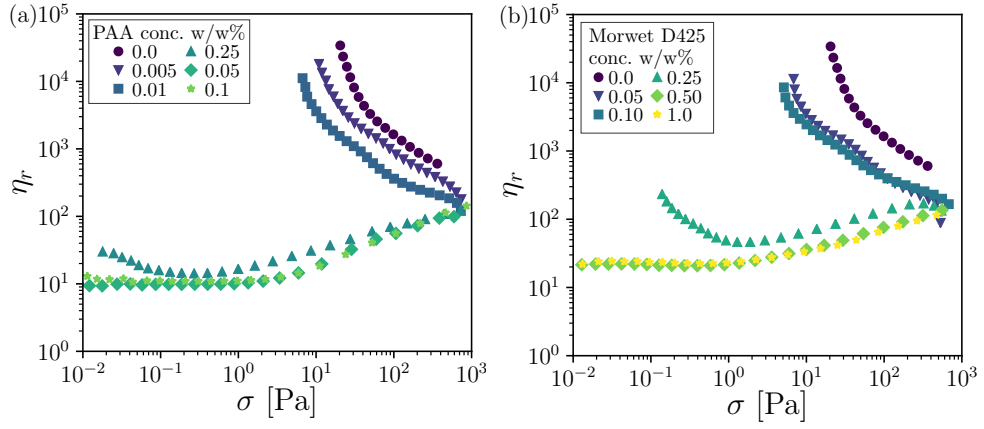 (a)
PAA conc. w/w%
0.0 0.25
0.005 0.05
0.01 0.1
η_r
10^5
10^4
10^3
10^2
10^1
10^0
10^−2 10^−1 10^0 10^1 10^2 10^3
σ [Pa]
(b)
Morwet D425
conc. w/w%
0.0 0.25
0.05 0.50
0.10 1.0
η_r
10^5
10^4
10^3
10^2
10^1
10^0
10^−2 10^−1 10^0 10^1 10^2 10^3
σ [Pa]